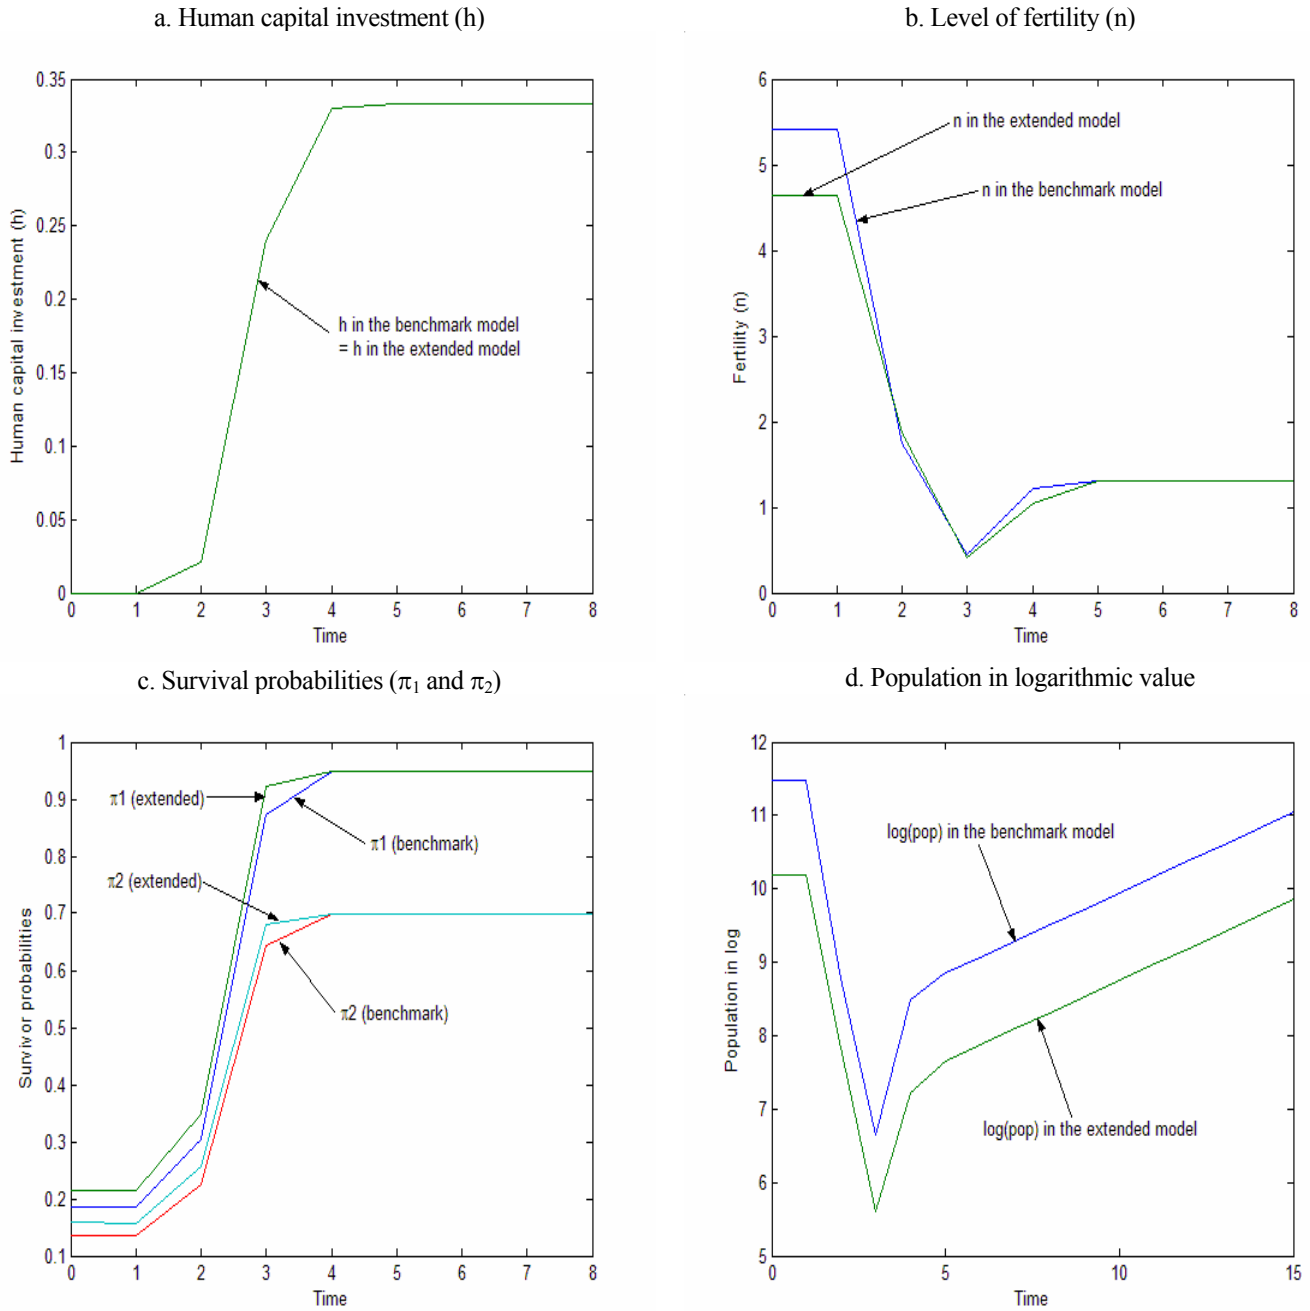 a. Human capital investment (h)
b. Level of fertility (n)
0.35
0.3
0.25
0.2
0.15
0.1
0.05
0
Human capital investment (h)
h in the benchmark model
= h in the extended model
0 1 2 3 4 5 6 7 8
Time
6
5
4
3
2
1
0
Fertility (n)
n in the extended model
n in the benchmark model
0 1 2 3 4 5 6 7 8
Time
c. Survival probabilities (π₁ and π₂)
d. Population in logarithmic value
1
0.9
0.8
0.7
0.6
0.5
0.4
0.3
0.2
0.1
Survivor probabilities
π1 (extended)
π1 (benchmark)
π2 (extended)
π2 (benchmark)
0 1 2 3 4 5 6 7 8
Time
12
11
10
9
8
7
6
5
Population in log
log(pop) in the benchmark model
log(pop) in the extended model
0 5 10 15
Time